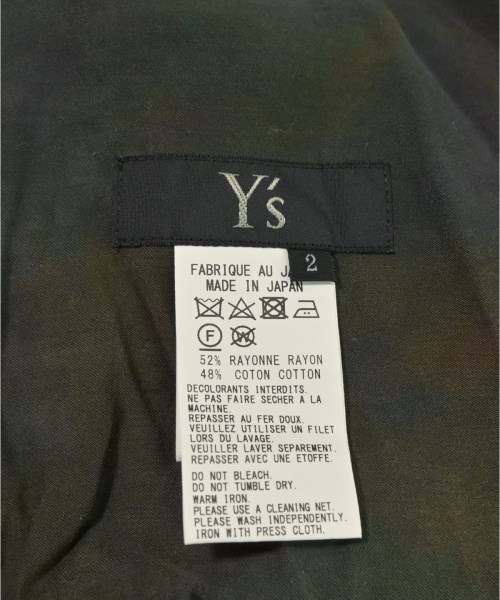 Y's
2
FABRIQUE AU
MADE IN JAPAN
F
W
52% RAYONNE RAYON
48% COTON COTTON
DECOLORANTS INTERDITS.
NE PAS FAIRE SECHER A LA
MACHINE.
REPASSER AU FER DOUX.
VEUILLEZ UTILISER UN FILET
LORS DU LAVAGE.
VEUILLER LAVER SEPAREMENT.
REPASSER AVEC UNE ETOFFE.
DO NOT BLEACH.
DO NOT TUMBLE DRY.
WARM IRON.
PLEASE USE A CLEANING NET.
PLEASE WASH INDEPENDENTLY.
IRON WITH PRESS CLOTH.